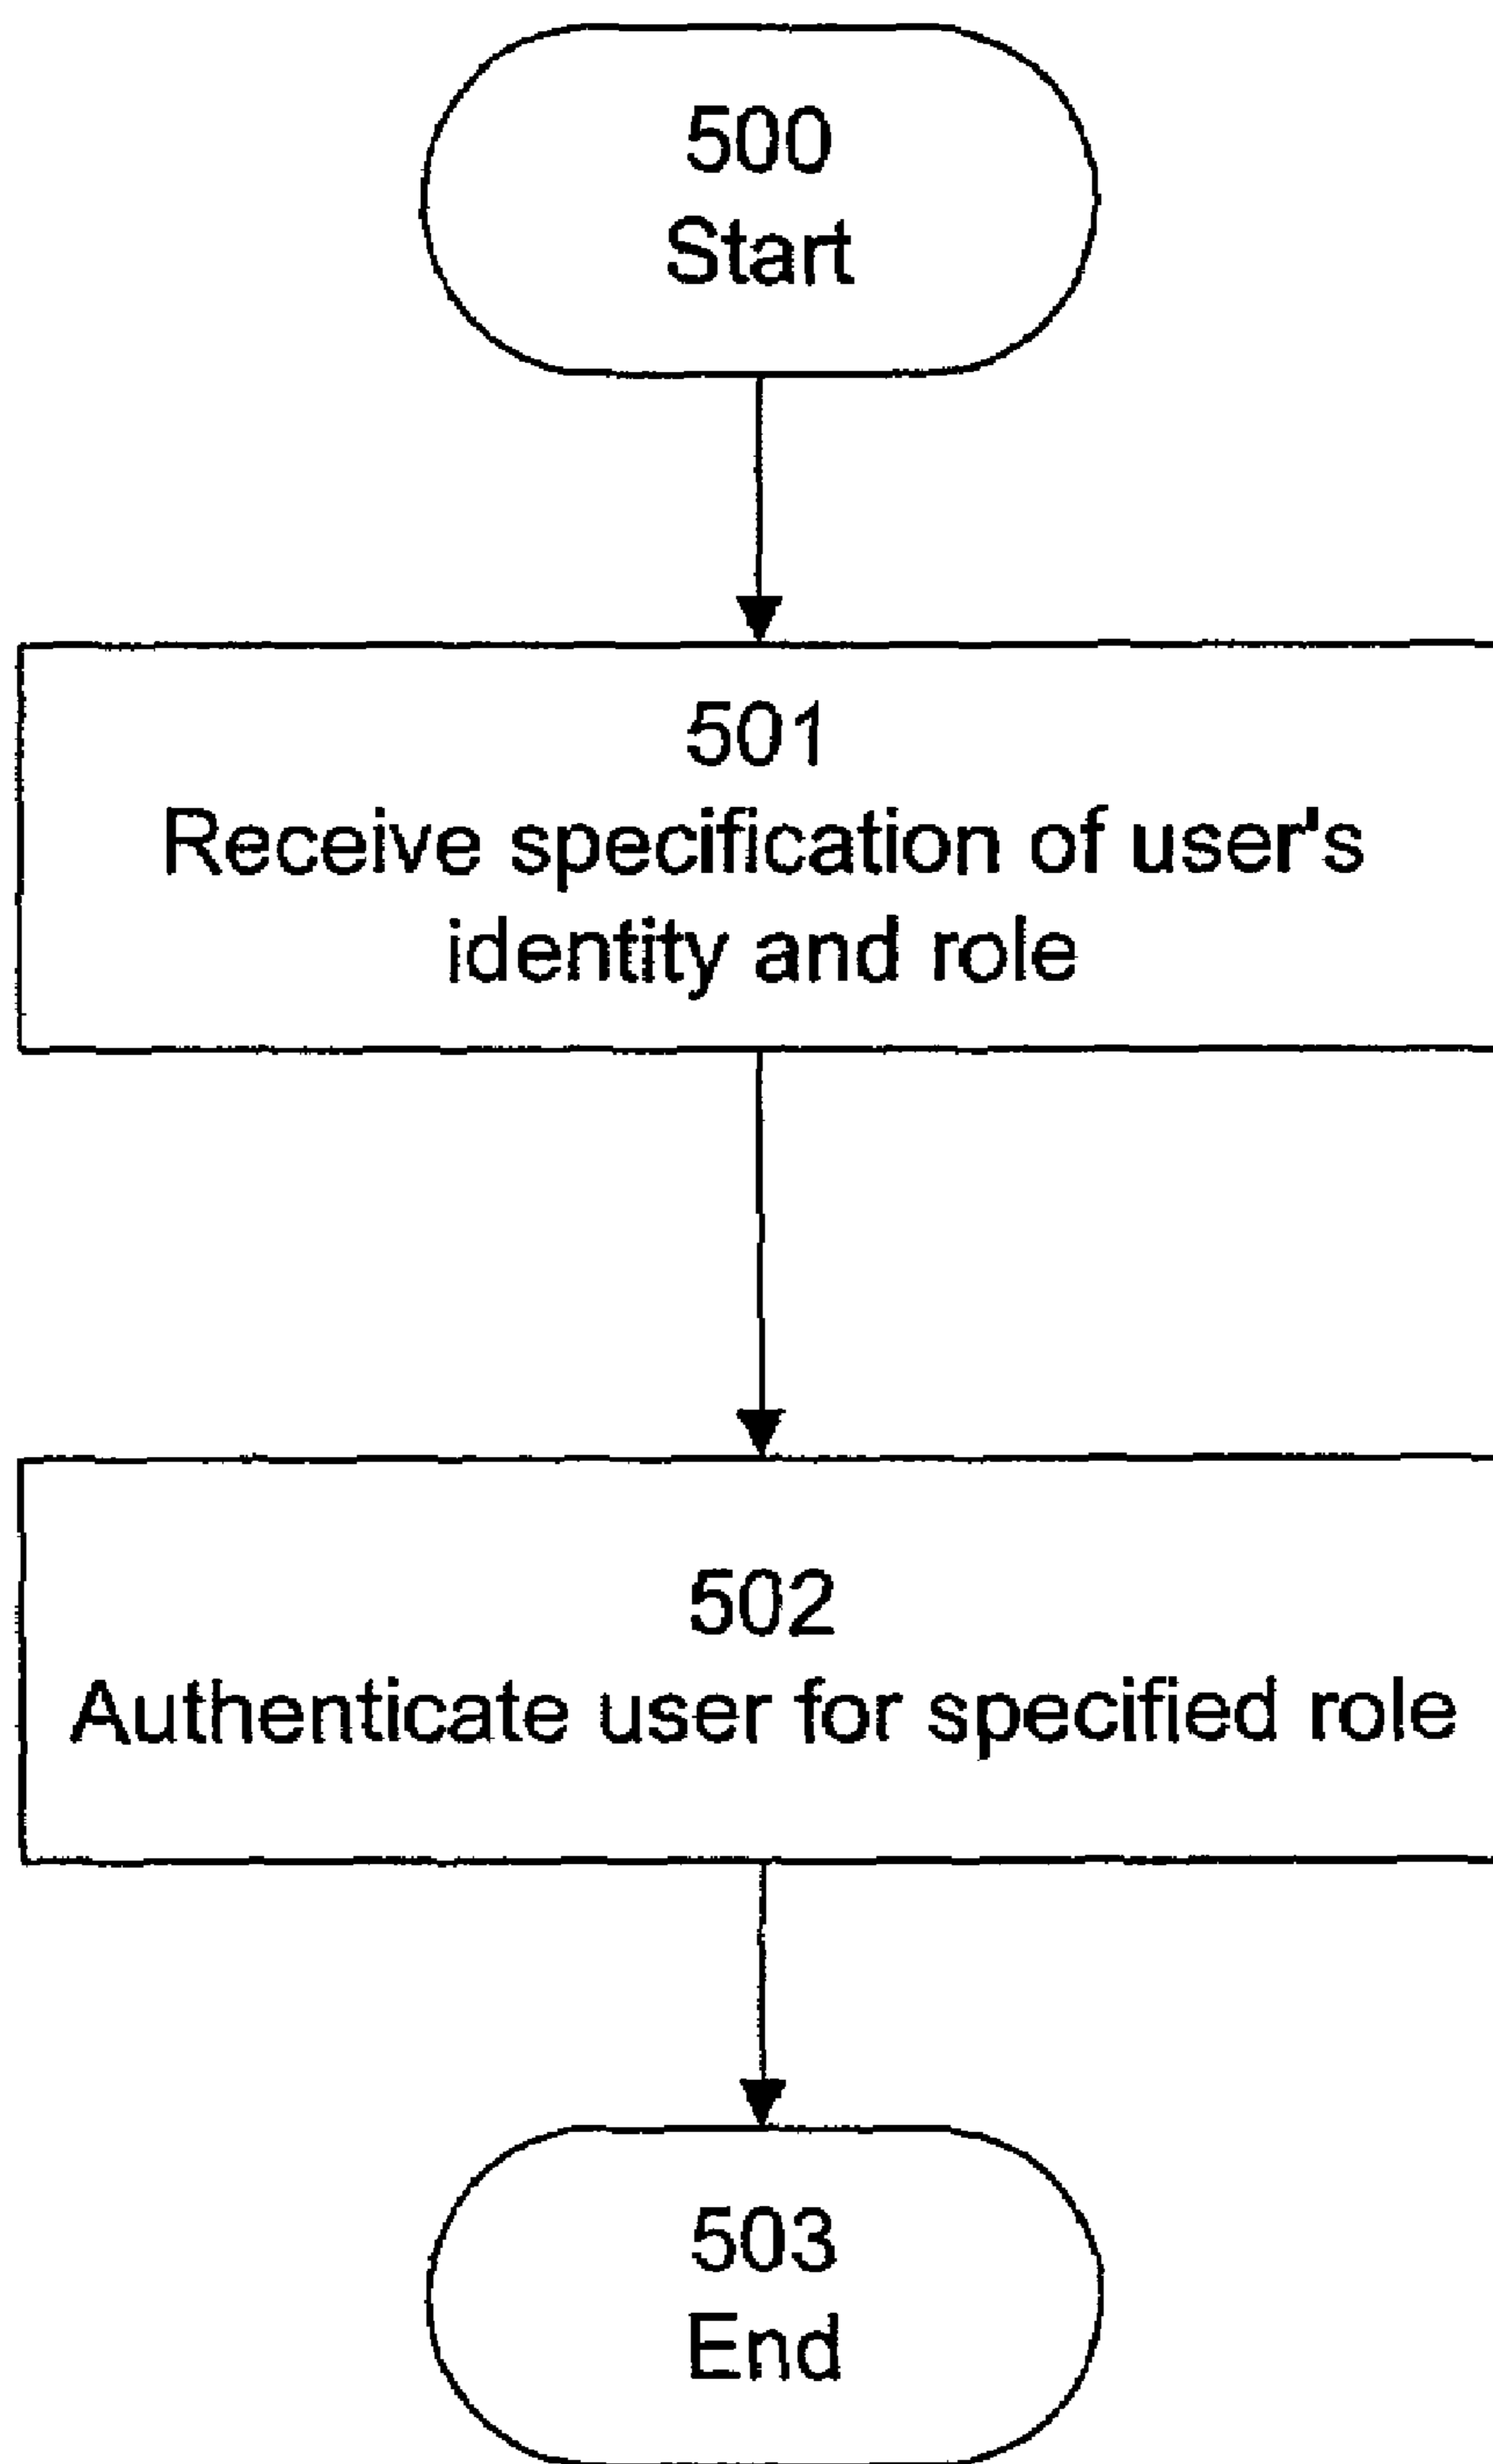 500
Start
501
Receive specification of user's
identity and role
502
Authenticate user for specified role
503
End